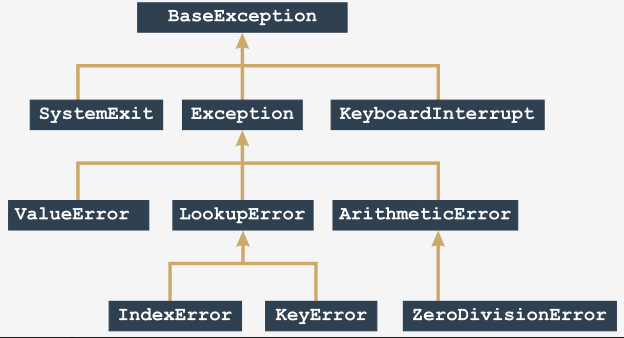 BaseException
SystemExit
Exception
KeyboardInterrupt
ValueError
LookupError
ArithmeticError
IndexError
KeyError
ZeroDivisionError